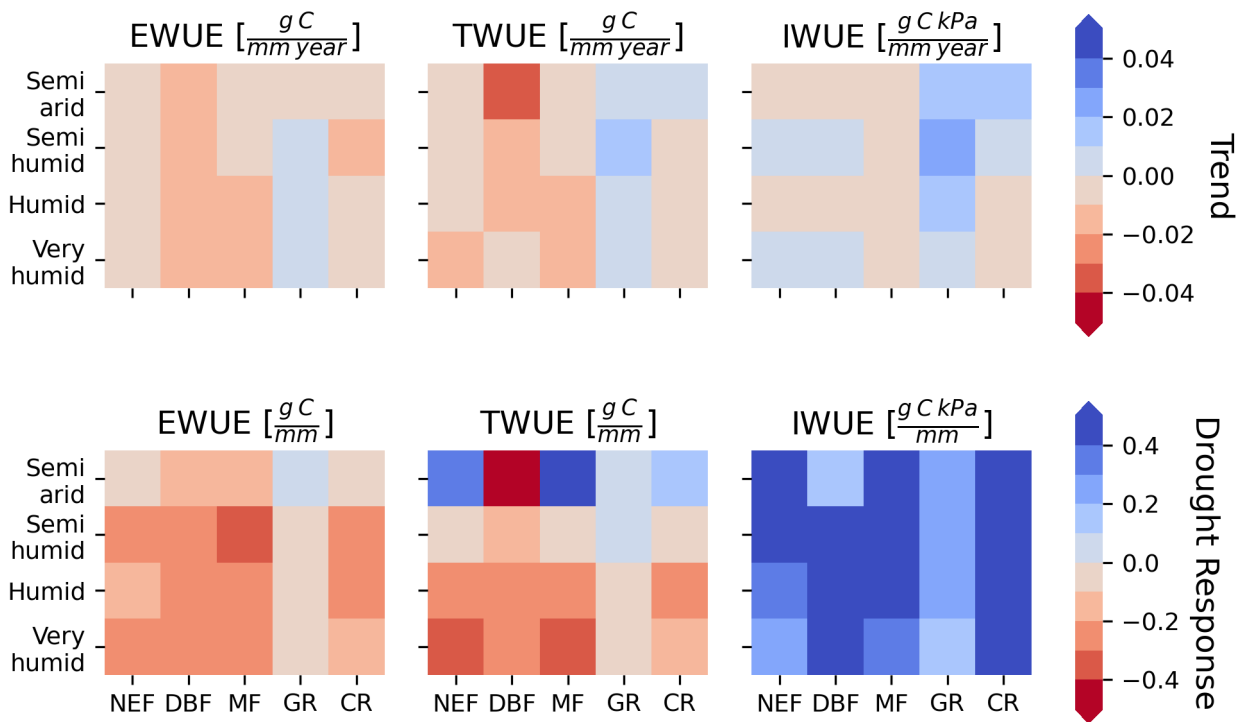 EWUE [g C / mm year]
TWUE [g C / mm year]
IWUE [g C kPa / mm year]
Semi
arid
Semi
humid
Humid
Very
humid
0.04
0.02
0.00
−0.02
−0.04
Trend
EWUE [g C / mm]
TWUE [g C / mm]
IWUE [g C kPa / mm]
Semi
arid
Semi
humid
Humid
Very
humid
NEF DBF MF GR CR
NEF DBF MF GR CR
NEF DBF MF GR CR
0.4
0.2
0.0
−0.2
−0.4
Drought Response